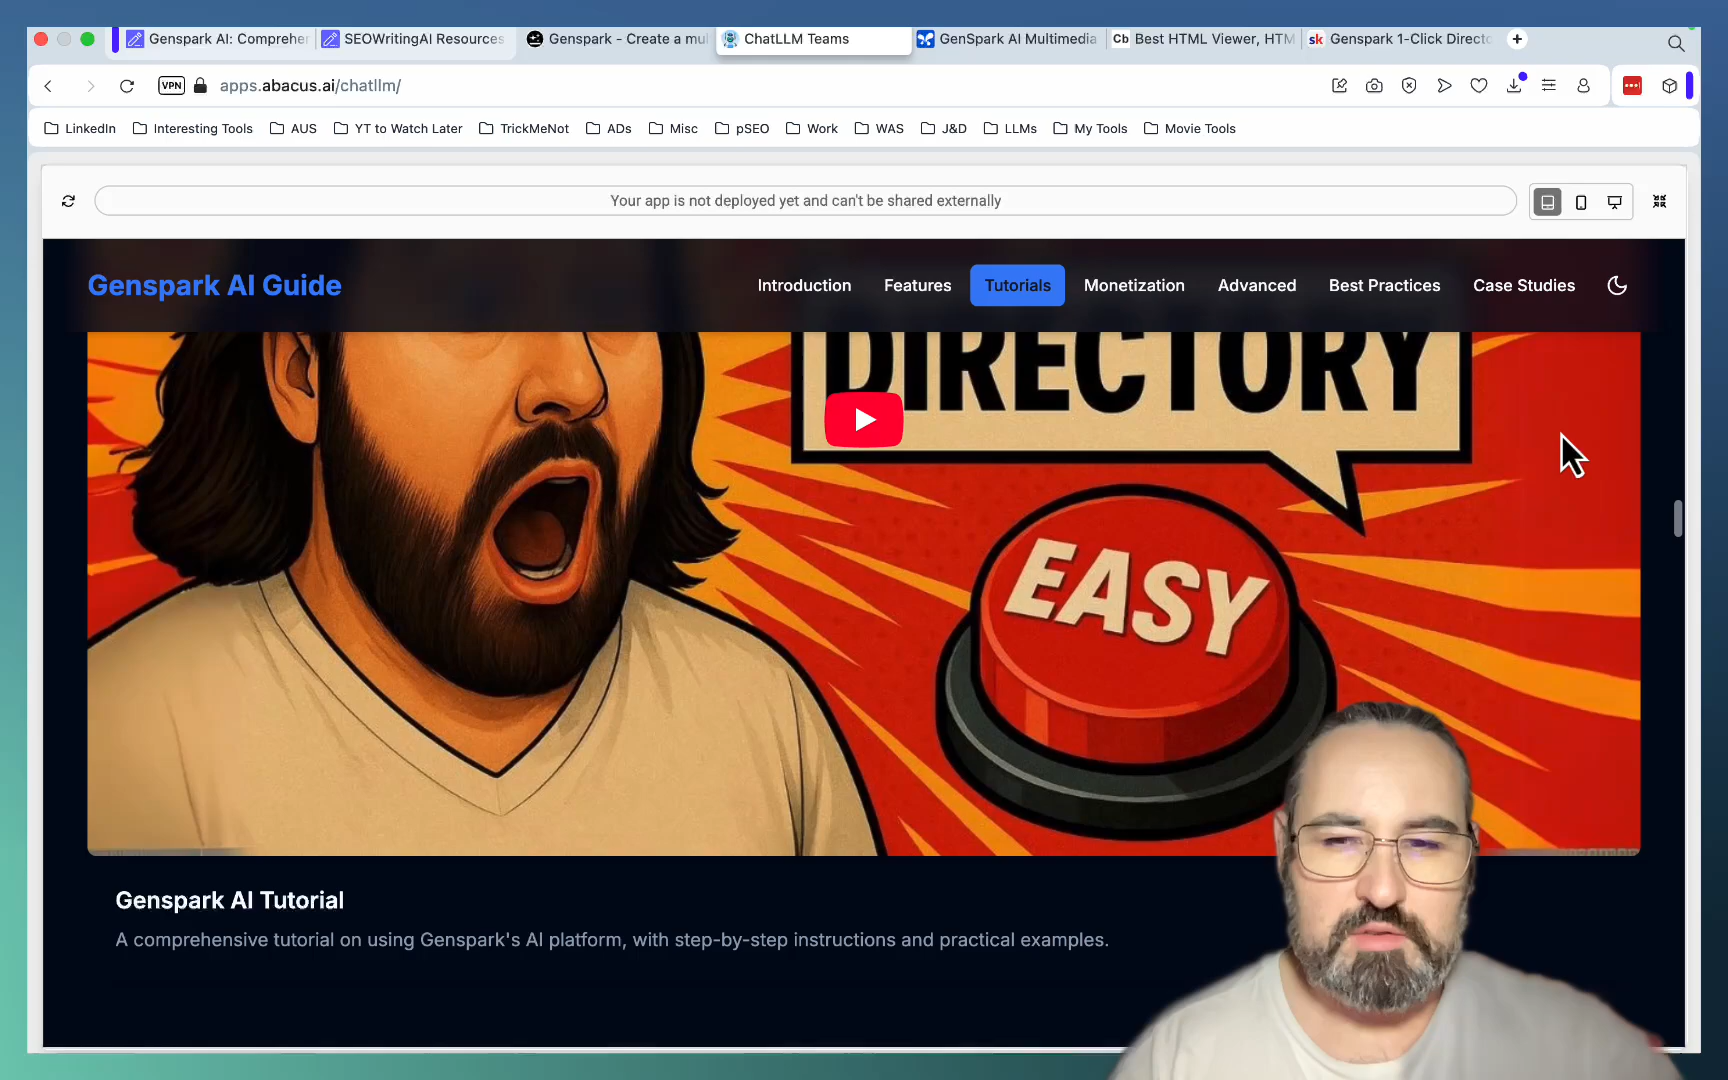 Genspark AI: Compreher
SEOWritingAI Resources
Genspark - Create a mul
ChatLLM Teams
GenSpark AI Multimedia
Cb Best HTML Viewer, HTM
sk Genspark 1-Click Direct
VPN apps.abacus.ai/chatllm/
LinkedIn Interesting Tools AUS YT to Watch Later TrickMeNot ADs Misc pSEO Work WAS J&D LLMs My Tools Movie Tools
Your app is not deployed yet and can't be shared externally
Genspark AI Guide
Introduction Features Tutorials Monetization Advanced Best Practices Case Studies
DIRECTORY
EASY
Genspark AI Tutorial
A comprehensive tutorial on using Genspark's AI platform, with step-by-step instructions and practical examples.